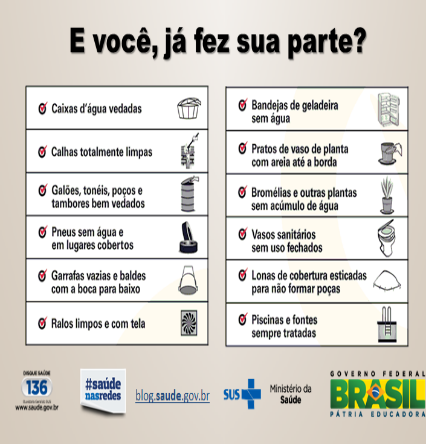 E você, já fez sua parte?
Caixas d'água vedadas
Calhas totalmente limpas
Galões, tonéis, poços e
tambores bem vedados
Pneus sem água e
em lugares cobertos
Garrafas vazias e baldes
com a boca para baixo
Ralos limpos e com tela
Bandejas de geladeira
sem água
Pratos de vaso de planta
com areia até a borda
Bromélias e outras plantas
sem acúmulo de água
Vasos sanitários
sem uso fechados
Lonas de cobertura esticadas
para não formar poças
Piscinas e fontes
sempre tratadas
DISQUE SAÚDE
136
www.saude.gov.br
#saúde
nasredes
blog.saude.gov.br
SUS
Ministério da
Saúde
GOVERNO FEDERAL
BRASIL
PÁTRIA EDUCADORA